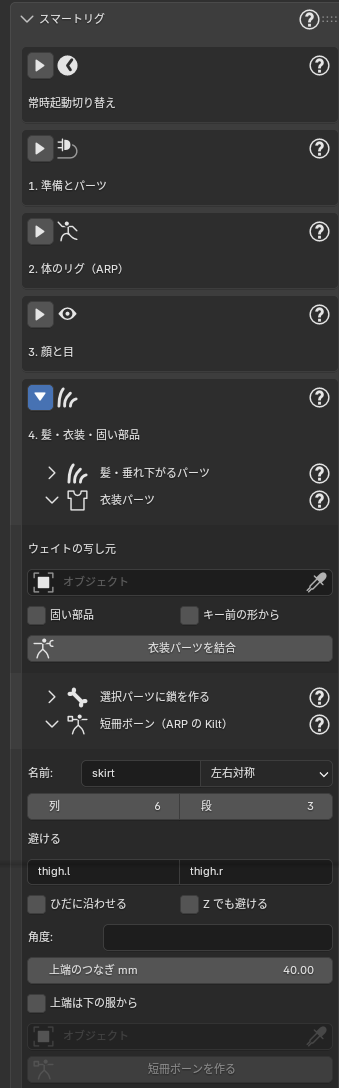 スマートリグ
常時起動切り替え
1. 準備とパーツ
2. 体のリグ（ARP）
3. 顔と目
4. 髪・衣装・固い部品
髪・垂れ下がるパーツ
衣装パーツ
ウェイトの写し元
オブジェクト
固い部品 キー前の形から
衣装パーツを結合
選択パーツに鎖を作る
短冊ボーン（ARP の Kilt）
名前: skirt 左右対称
列 6 段 3
避ける
thigh.l thigh.r
ひだに沿わせる Z でも避ける
角度:
上端のつなぎ mm 40.00
上端は下の服から
オブジェクト
短冊ボーンを作る